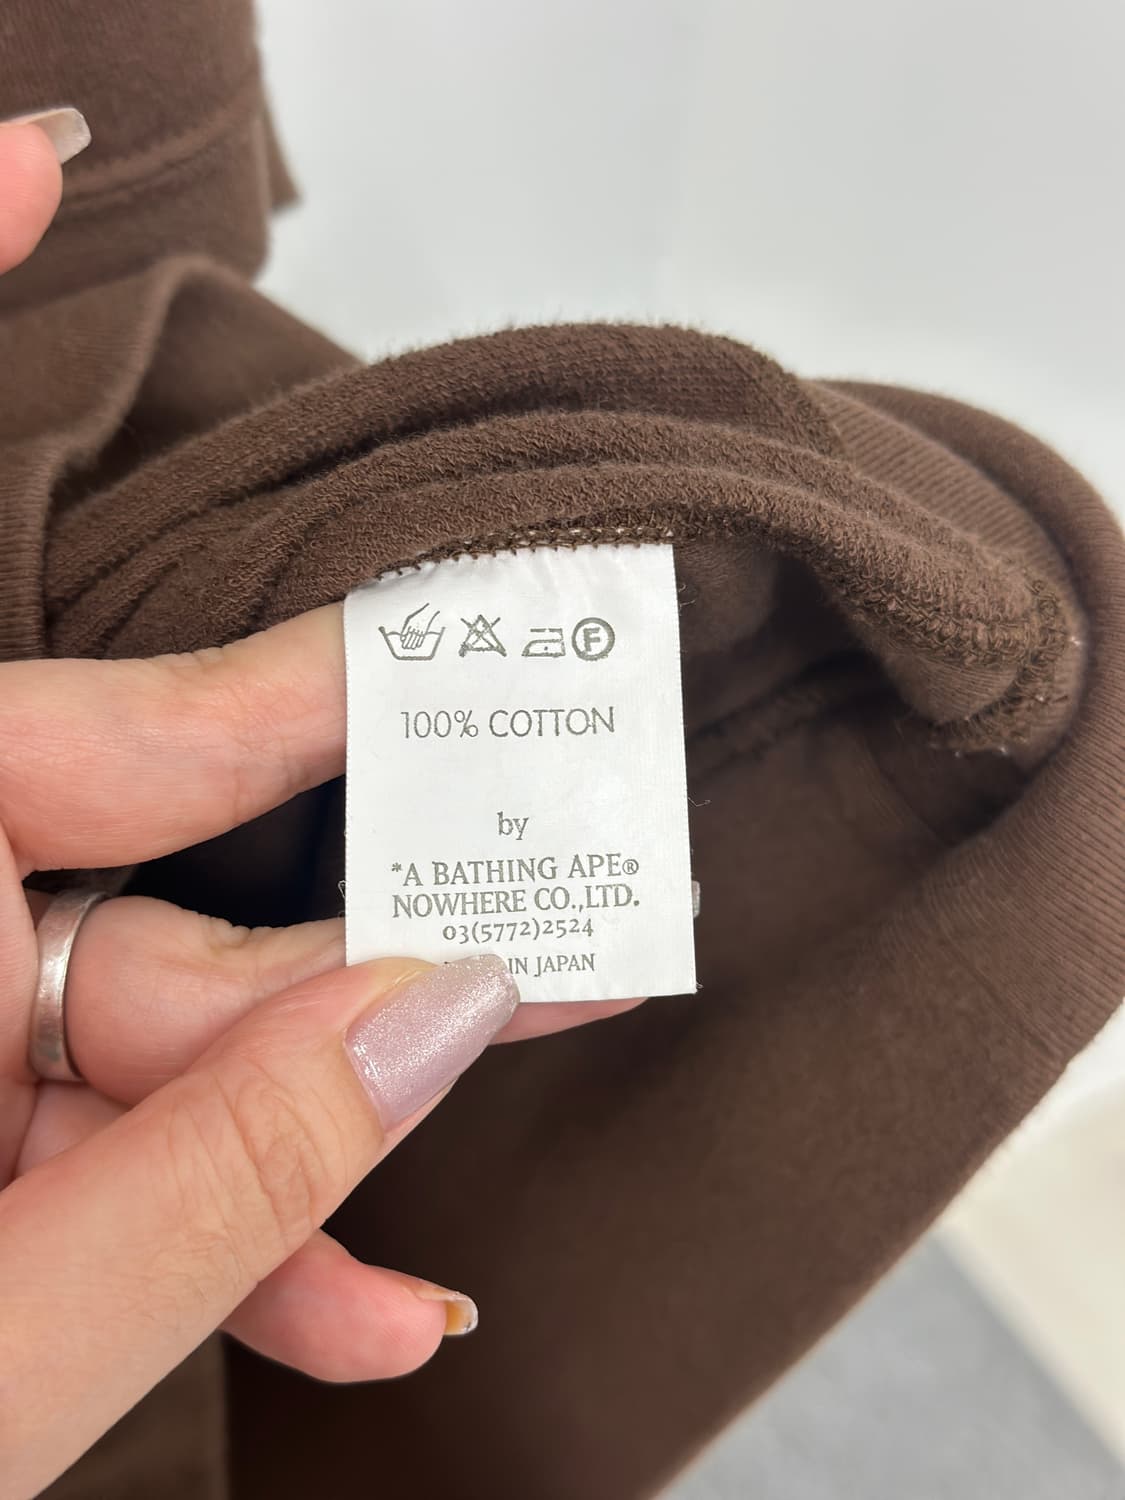 F
100% COTTON
by
*A BATHING APE®
NOWHERE CO.,LTD.
03(5772)2524
IN JAPAN